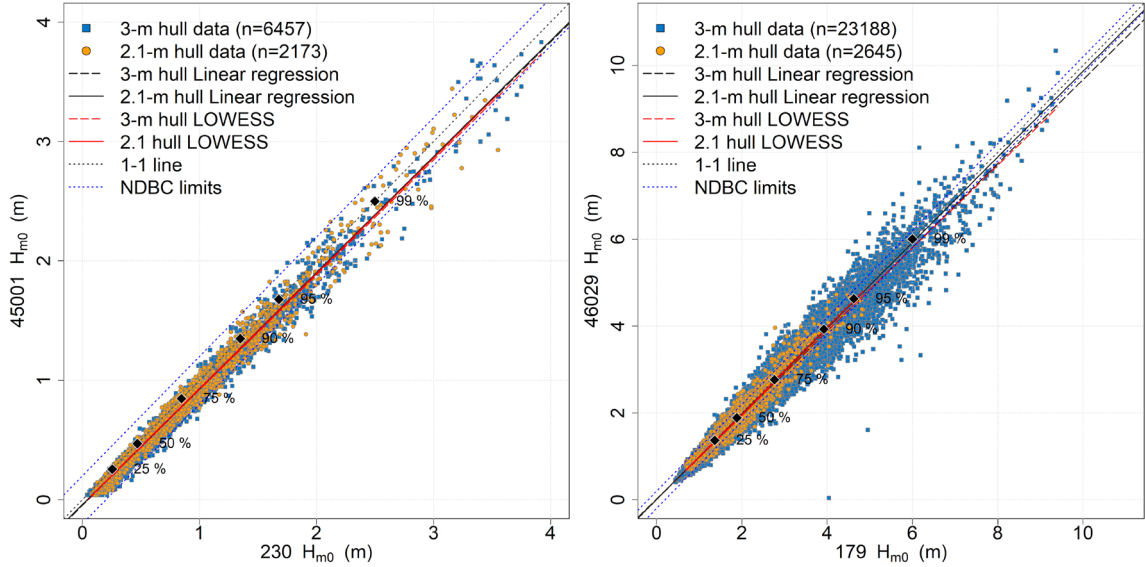 3-m hull data (n=6457)
2.1-m hull data (n=2173)
3-m hull Linear regression
2.1-m hull Linear regression
3-m hull LOWESS
2.1 hull LOWESS
1-1 line
NDBC limits
4
3
2
1
0
45001 Hm0 (m)
99 %
95 %
90 %
75 %
50 %
25 %
0 1 2 3 4
230 Hm0 (m)
3-m hull data (n=23188)
2.1-m hull data (n=2645)
3-m hull Linear regression
2.1-m hull Linear regression
3-m hull LOWESS
2.1 hull LOWESS
1-1 line
NDBC limits
10
8
6
4
2
0
46029 Hm0 (m)
99 %
95 %
90 %
75 %
50 %
25 %
0 2 4 6 8 10
179 Hm0 (m)